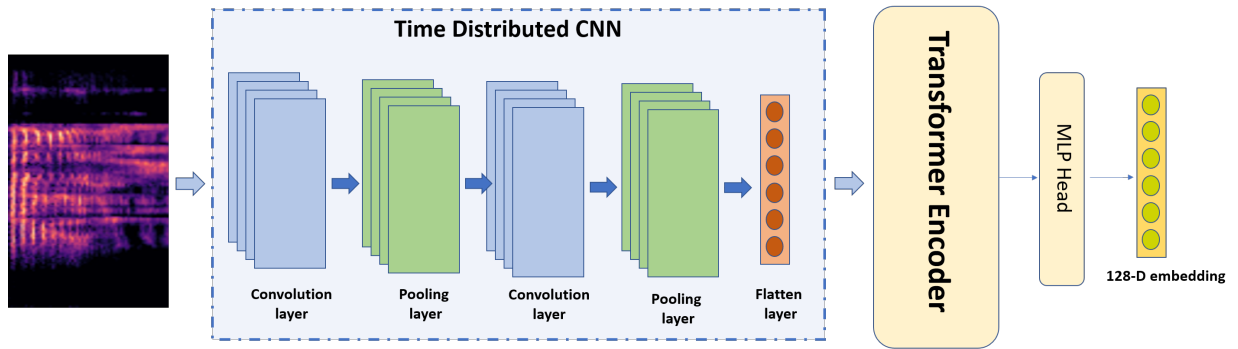 Time Distributed CNN
Convolution
layer
Pooling
layer
Convolution
layer
Pooling
layer
Flatten
layer
Transformer Encoder
MLP Head
128-D embedding